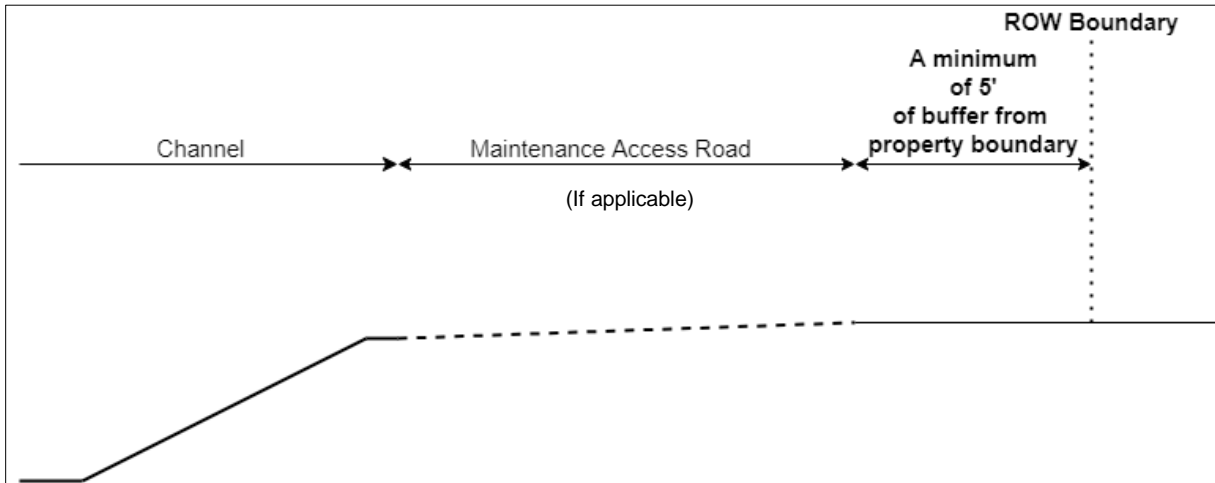 ROW Boundary
A minimum
of 5'
of buffer from
property boundary
Channel
Maintenance Access Road
(If applicable)